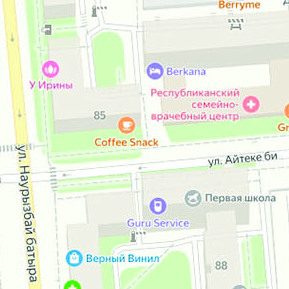 Berryme
Berkana
У Ирины
Республиканский
семейно-
врачебный центр
85
Coffee Snack
Gr
ул. Айтеке би
ул. Наурызбай батыра
Первая школа
Guru Service
Верный Винил
88